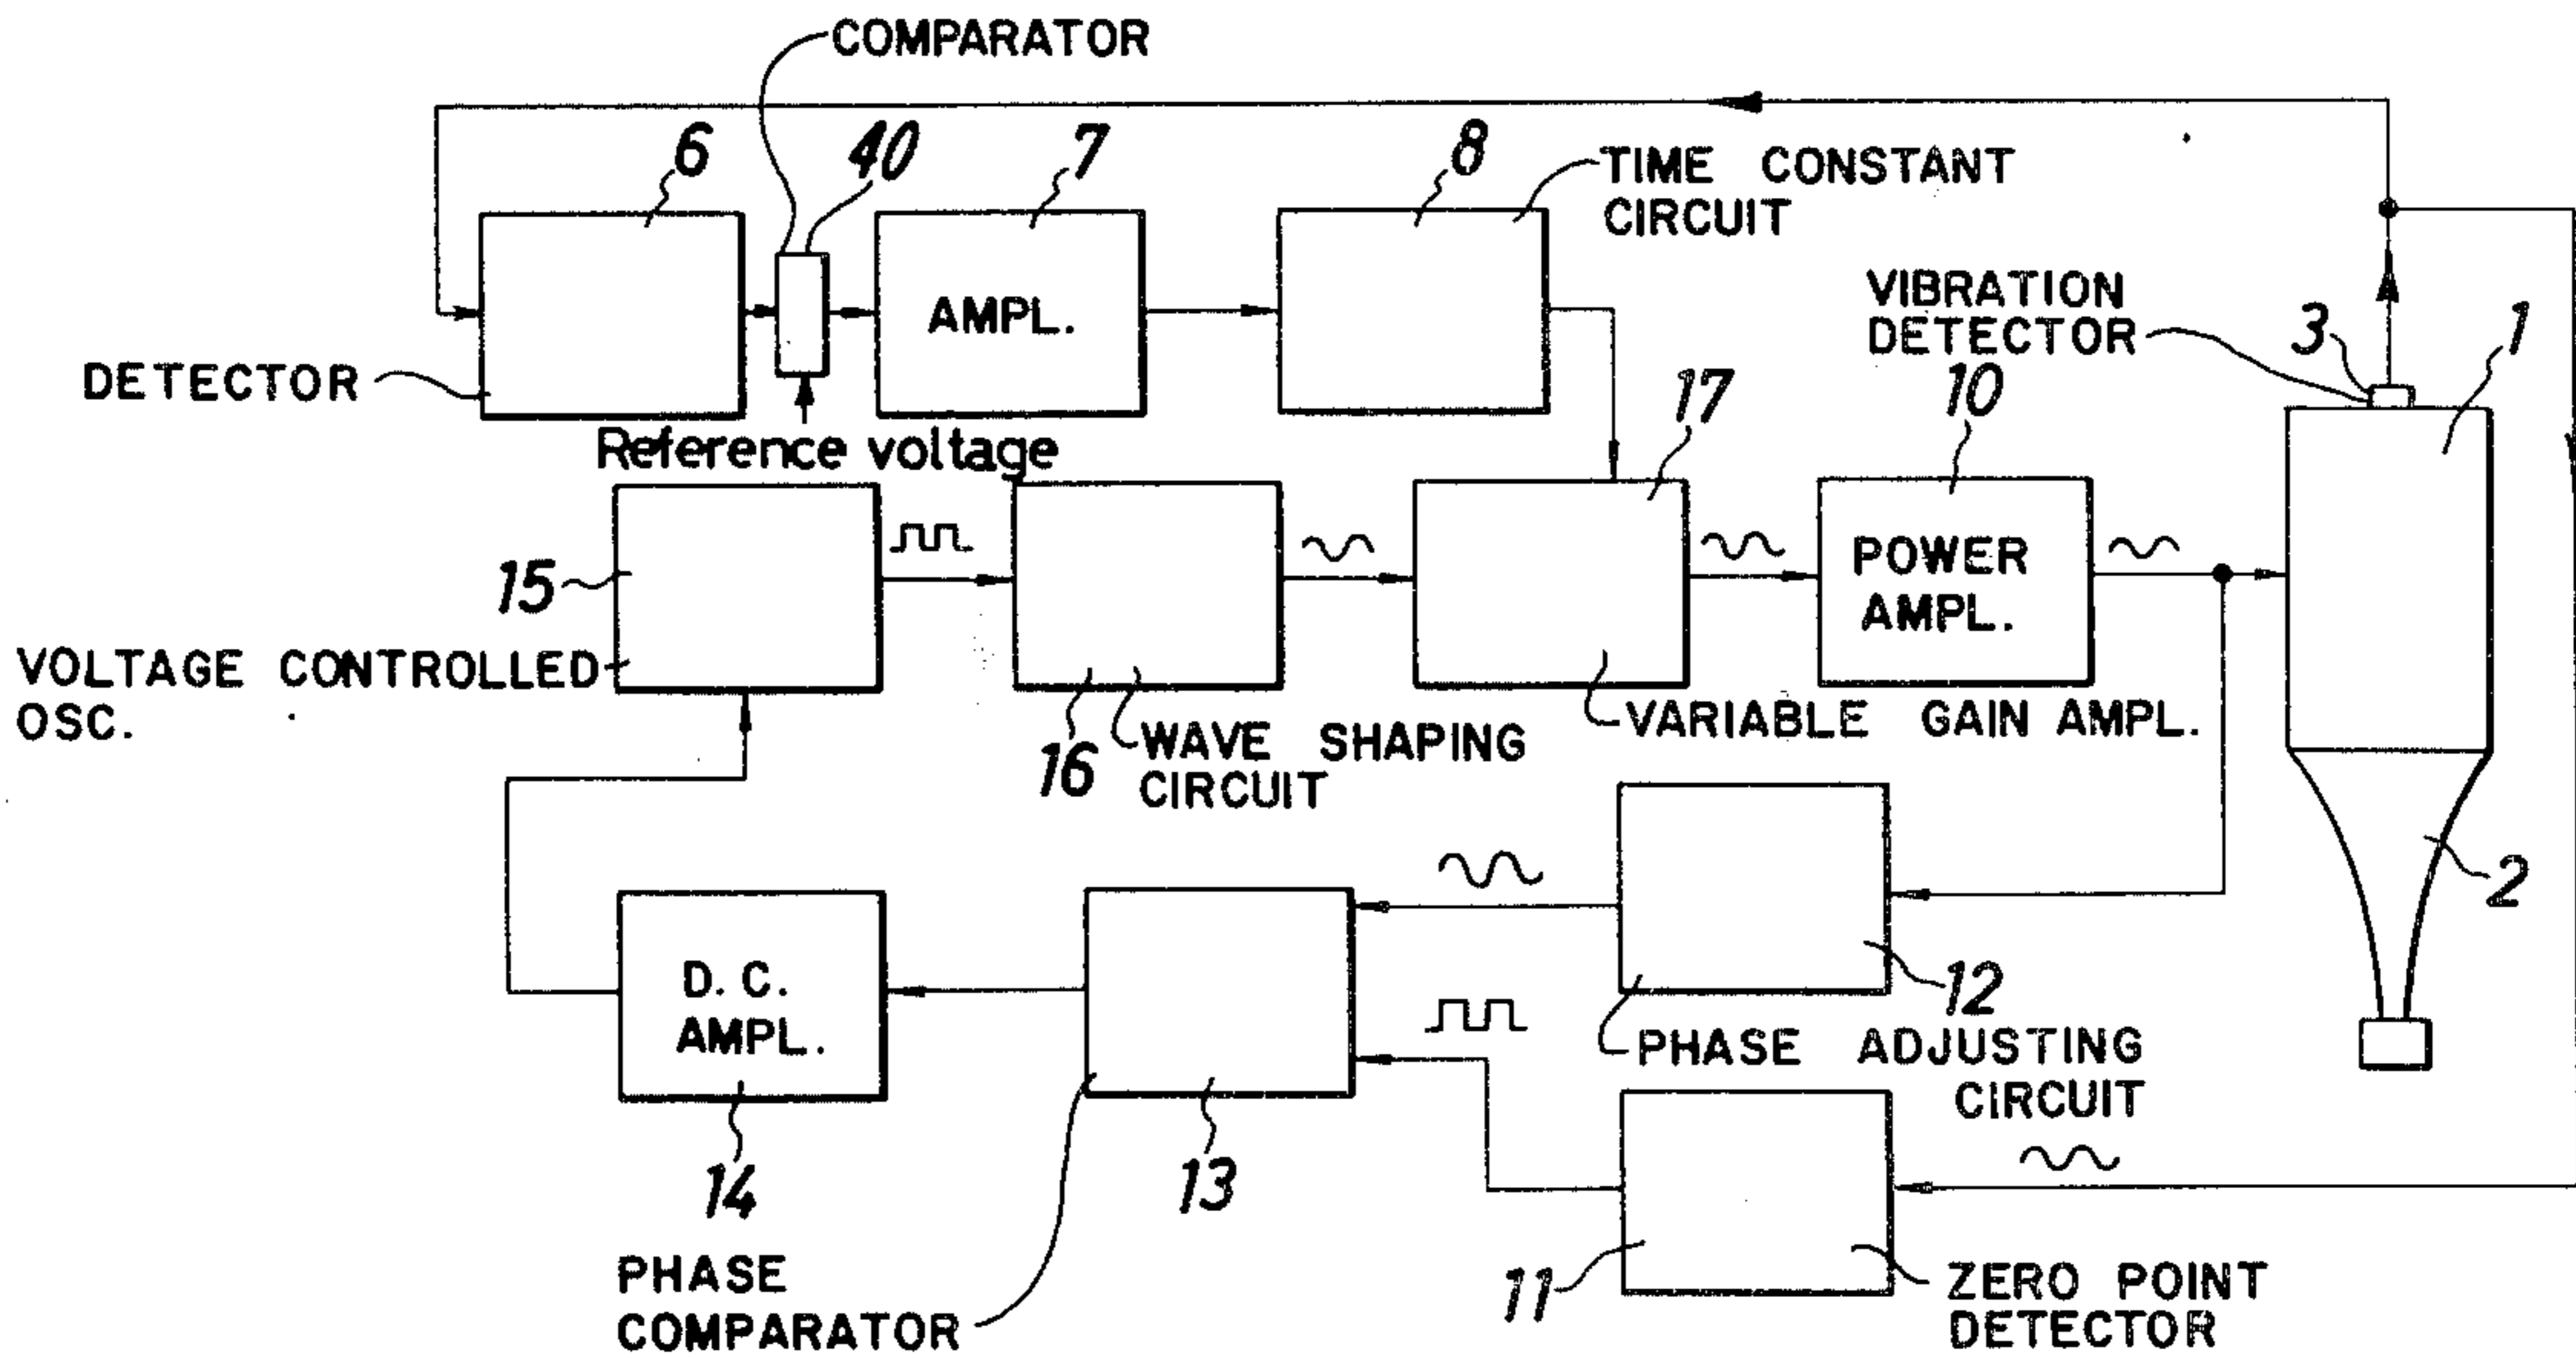 COMPARATOR
6
40
7
8
TIME CONSTANT
CIRCUIT
VIBRATION
DETECTOR
3
1
AMPL.
DETECTOR
10
17
Reference voltage
15
POWER
AMPL.
VOLTAGE CONTROLLED
OSC.
16
WAVE SHAPING
CIRCUIT
VARIABLE GAIN AMPL.
2
D.C.
AMPL.
12
PHASE ADJUSTING
CIRCUIT
14
13
11
PHASE
COMPARATOR
ZERO POINT
DETECTOR